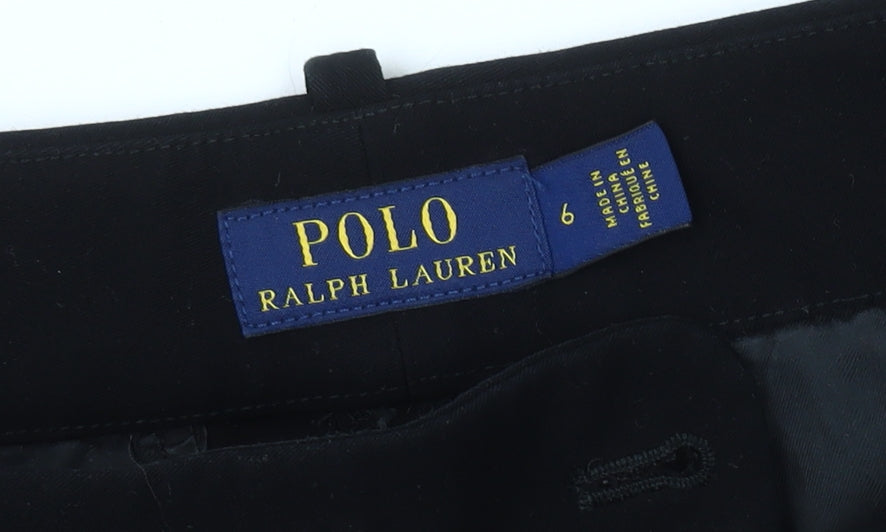 POLO
RALPH LAUREN
6
MADE IN
CHINA
FABRIQUÉ EN
CHINE